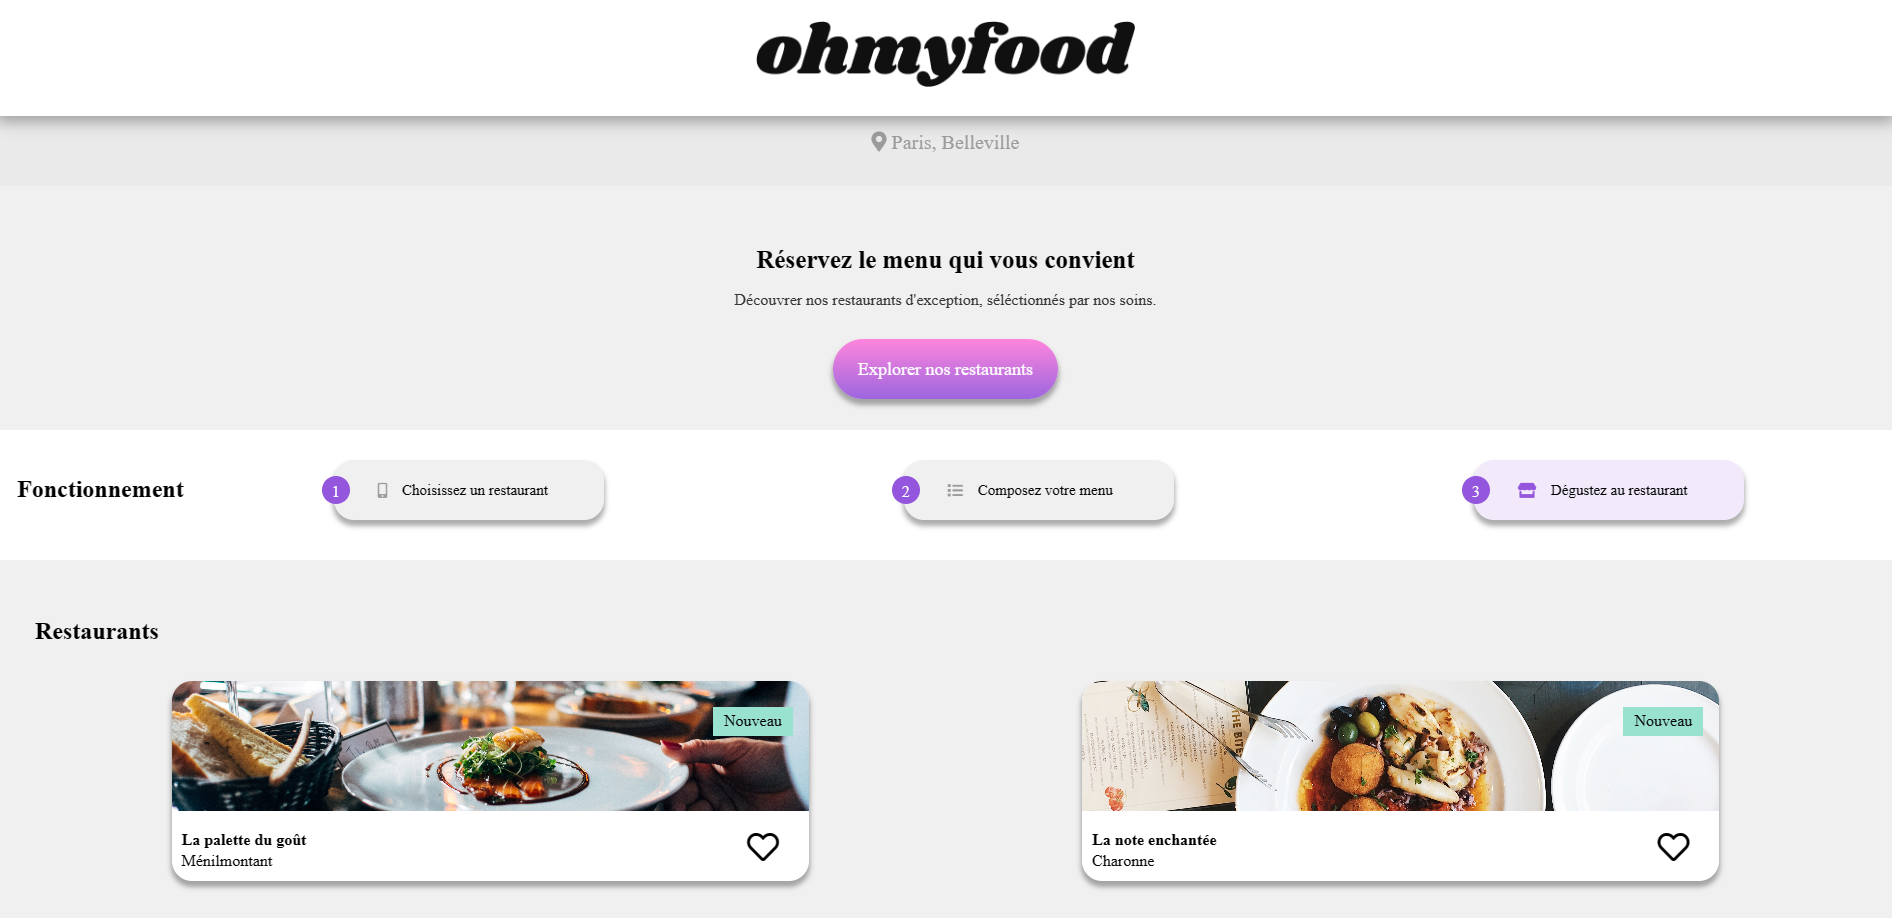 ohmyfood
Paris, Belleville
Réservez le menu qui vous convient
Découvrer nos restaurants d'exception, séléctionnés par nos soins.
Explorer nos restaurants
Fonctionnement
1 Choisissez un restaurant
2 Composez votre menu
3 Dégustez au restaurant
Restaurants
Nouveau
La palette du goût
Ménilmontant
THE BITE
Nouveau
La note enchantée
Charonne